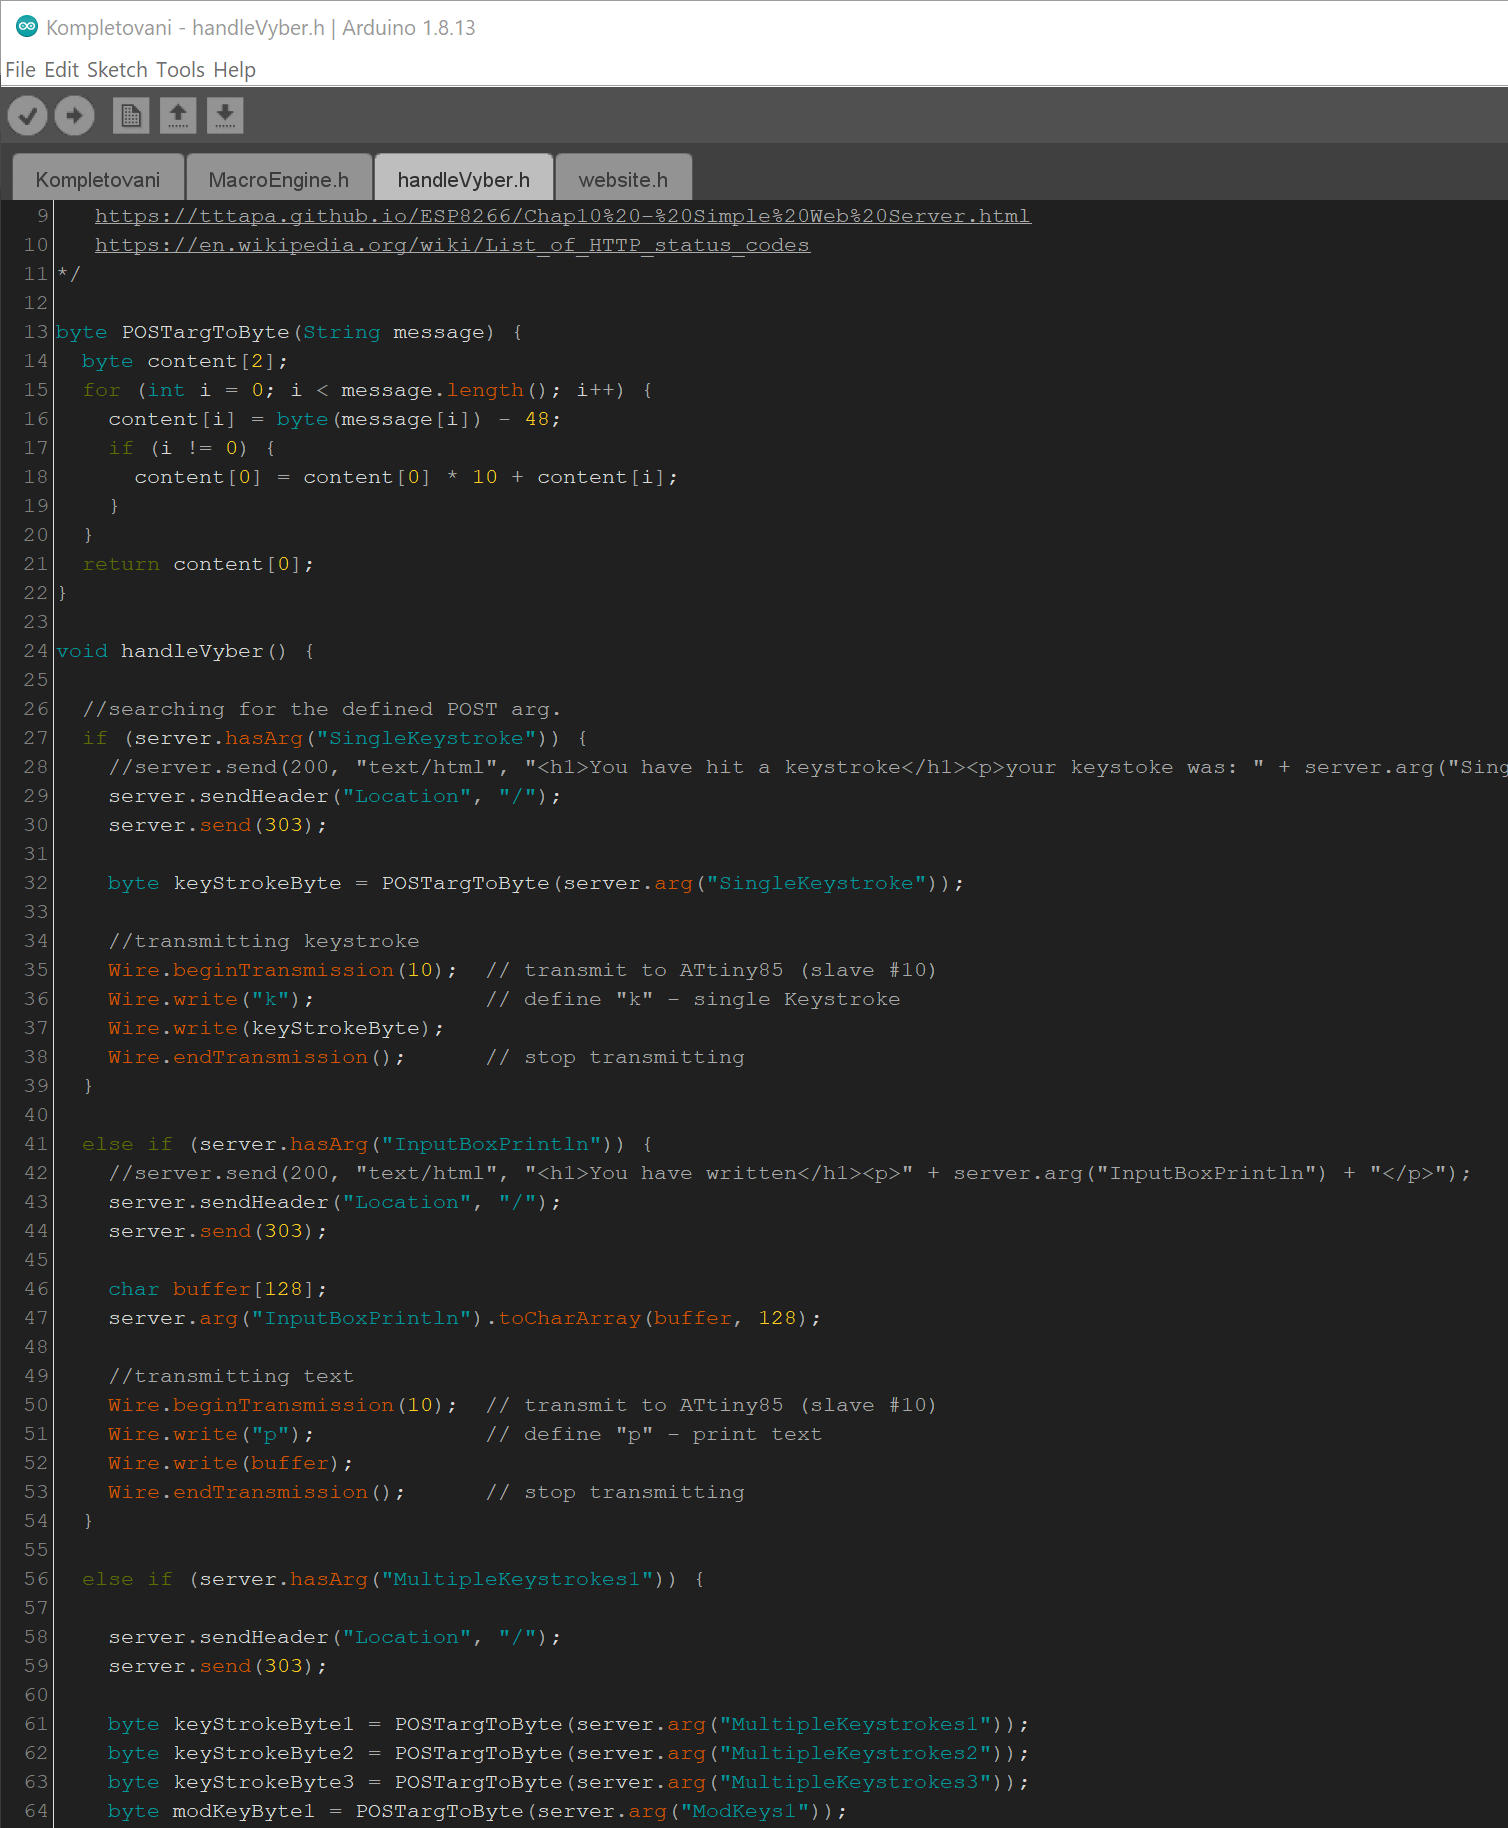 Kompletovani - handleVyber.h | Arduino 1.8.13
File Edit Sketch Tools Help
Kompletovani MacroEngine.h handleVyber.h website.h
9 https://tttapa.github.io/ESP8266/Chap10%20-%20Simple%20Web%20Server.html
10 https://en.wikipedia.org/wiki/List_of_HTTP_status_codes
11 */
12
13 byte POSTargToByte(String message) {
14 byte content[2];
15 for (int i = 0; i < message.length(); i++) {
16 content[i] = byte(message[i]) - 48;
17 if (i != 0) {
18 content[0] = content[0] * 10 + content[i];
19 }
20 }
21 return content[0];
22 }
23
24 void handleVyber() {
25
26 //searching for the defined POST arg.
27 if (server.hasArg("SingleKeystroke")) {
28 //server.send(200, "text/html", "<h1>You have hit a keystroke</h1><p>your keystoke was: " + server.arg("Sing
29 server.sendHeader("Location", "/");
30 server.send(303);
31
32 byte keyStrokeByte = POSTargToByte(server.arg("SingleKeystroke"));
33
34 //transmitting keystroke
35 Wire.beginTransmission(10); // transmit to ATtiny85 (slave #10)
36 Wire.write("k"); // define "k" - single Keystroke
37 Wire.write(keyStrokeByte);
38 Wire.endTransmission(); // stop transmitting
39 }
40
41 else if (server.hasArg("InputBoxPrintln")) {
42 //server.send(200, "text/html", "<h1>You have written</h1><p>" + server.arg("InputBoxPrintln") + "</p>");
43 server.sendHeader("Location", "/");
44 server.send(303);
45
46 char buffer[128];
47 server.arg("InputBoxPrintln").toCharArray(buffer, 128);
48
49 //transmitting text
50 Wire.beginTransmission(10); // transmit to ATtiny85 (slave #10)
51 Wire.write("p"); // define "p" - print text
52 Wire.write(buffer);
53 Wire.endTransmission(); // stop transmitting
54 }
55
56 else if (server.hasArg("MultipleKeystrokes1")) {
57
58 server.sendHeader("Location", "/");
59 server.send(303);
60
61 byte keyStrokeByte1 = POSTargToByte(server.arg("MultipleKeystrokes1"));
62 byte keyStrokeByte2 = POSTargToByte(server.arg("MultipleKeystrokes2"));
63 byte keyStrokeByte3 = POSTargToByte(server.arg("MultipleKeystrokes3"));
64 byte modKeyByte1 = POSTargToByte(server.arg("ModKeys1"));